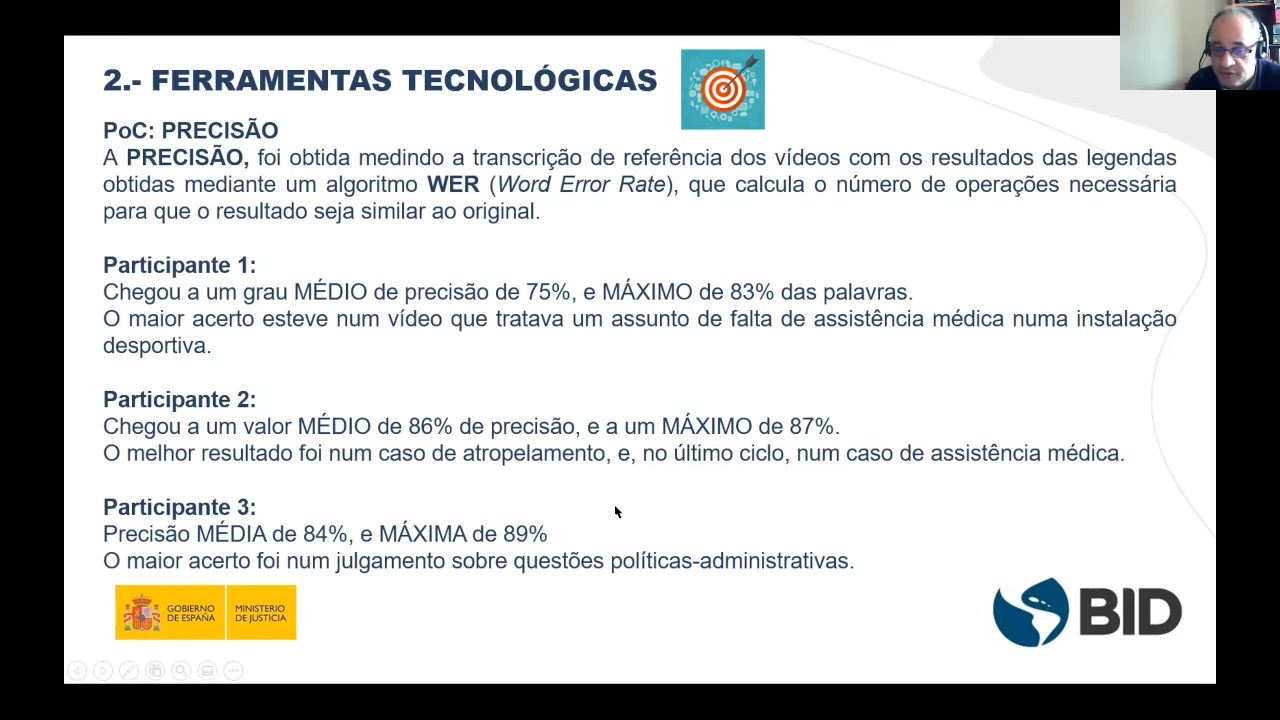 2.- FERRAMENTAS TECNOLÓGICAS
PoC: PRECISÃO
A PRECISÃO, foi obtida medindo a transcrição de referência dos vídeos com os resultados das legendas
obtidas mediante um algoritmo WER (Word Error Rate), que calcula o número de operações necessária
para que o resultado seja similar ao original.
Participante 1:
Chegou a um grau MÉDIO de precisão de 75%, e MÁXIMO de 83% das palavras.
O maior acerto esteve num vídeo que tratava um assunto de falta de assistência médica numa instalação
desportiva.
Participante 2:
Chegou a um valor MÉDIO de 86% de precisão, e a um MÁXIMO de 87%.
O melhor resultado foi num caso de atropelamento, e, no último ciclo, num caso de assistência médica.
Participante 3:
Precisão MÉDIA de 84%, e MÁXIMA de 89%
O maior acerto foi num julgamento sobre questões políticas-administrativas.
GOBIERNO
DE ESPAÑA
MINISTERIO
DE JUSTICIA
BID